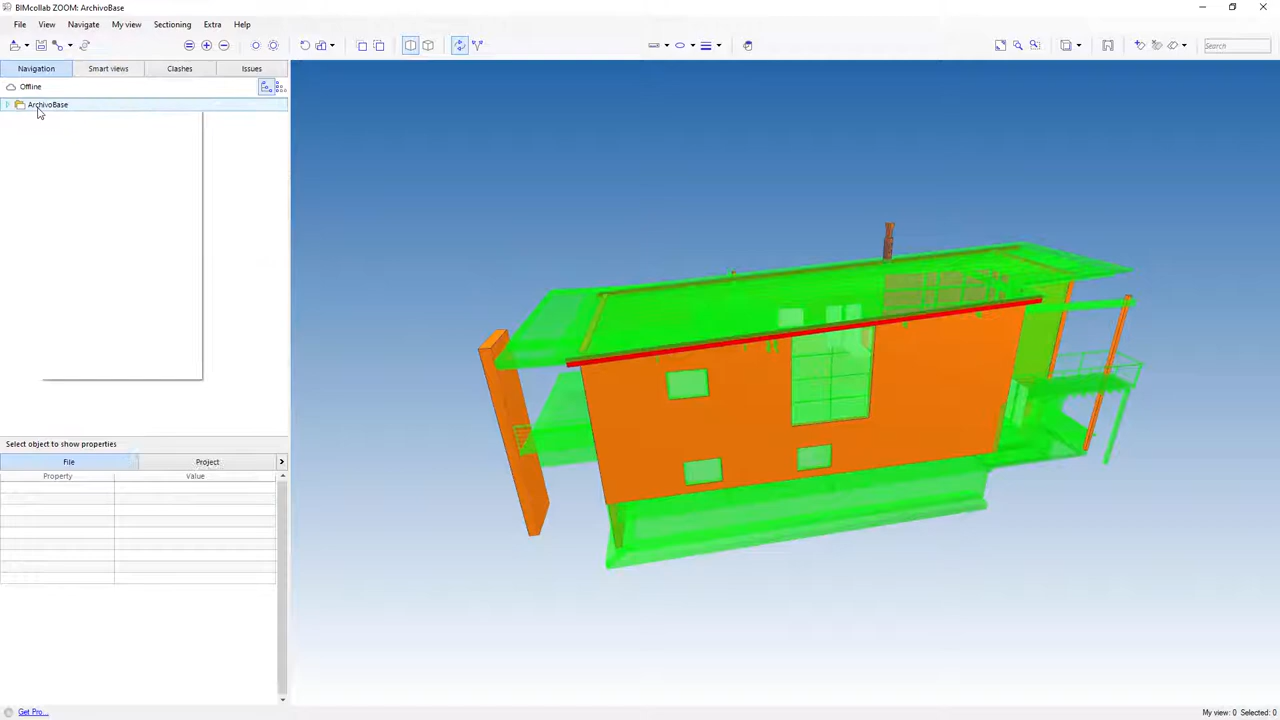 BIMcollab ZOOM: ArchivoBase
File View Navigate My view Sectioning Extra Help
Search
Navigation Smart views Clashes Issues
Offline
ArchivoBase
Select object to show properties
File Project
Property Value
Get Pro...
My view: 0 Selected: 0